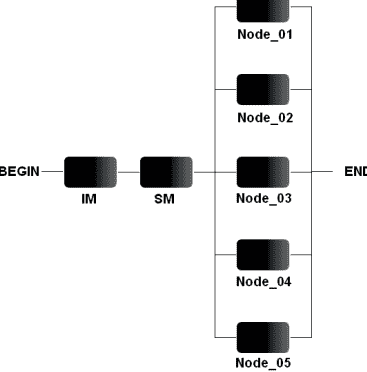 Node_01
Node_02
BEGIN
END
IM
SM
Node_03
Node_04
Node_05